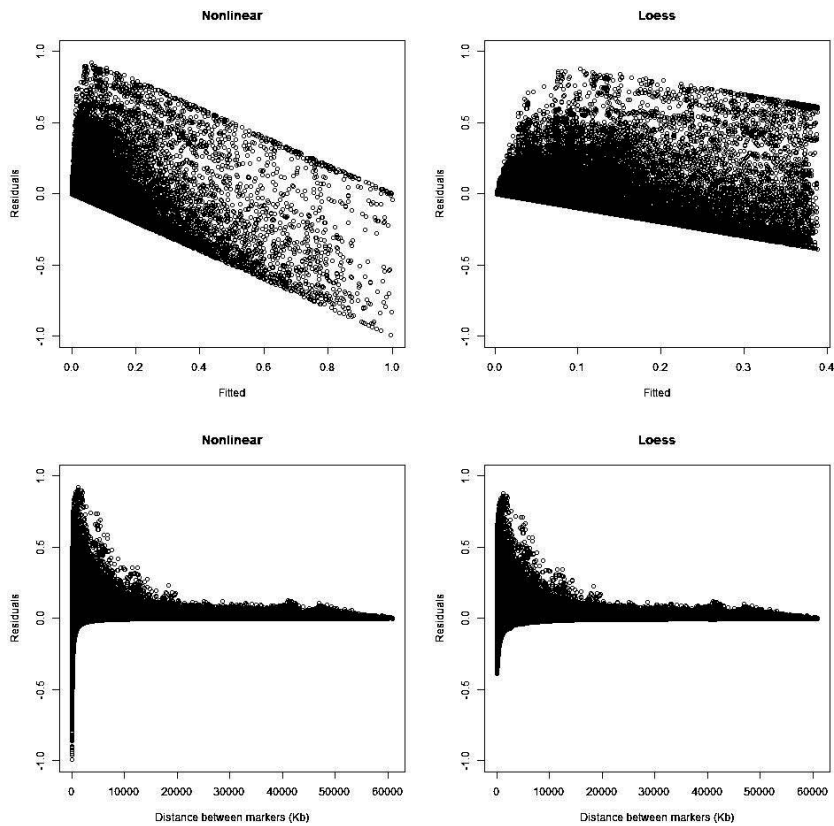 Nonlinear
1.0
0.5
0.0
-0.5
-1.0
Residuals
0.0 0.2 0.4 0.6 0.8 1.0
Fitted
Loess
1.0
0.5
0.0
-0.5
-1.0
Residuals
0.0 0.1 0.2 0.3 0.4
Fitted
Nonlinear
1.0
0.5
0.0
-0.5
-1.0
Residuals
0 10000 20000 30000 40000 50000 60000
Distance between markers (Kb)
Loess
1.0
0.5
0.0
-0.5
-1.0
Residuals
0 10000 20000 30000 40000 50000 60000
Distance between markers (Kb)